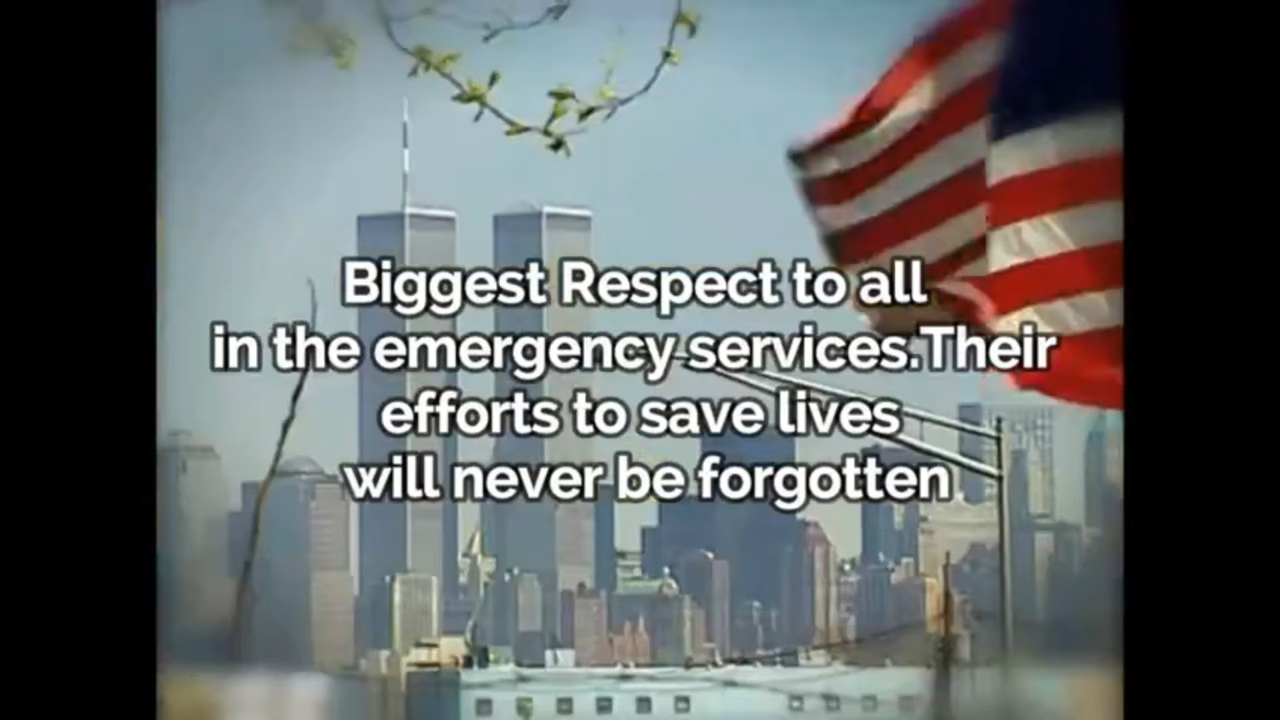 Biggest Respect to all
in the emergency services.Their
efforts to save lives
will never be forgotten